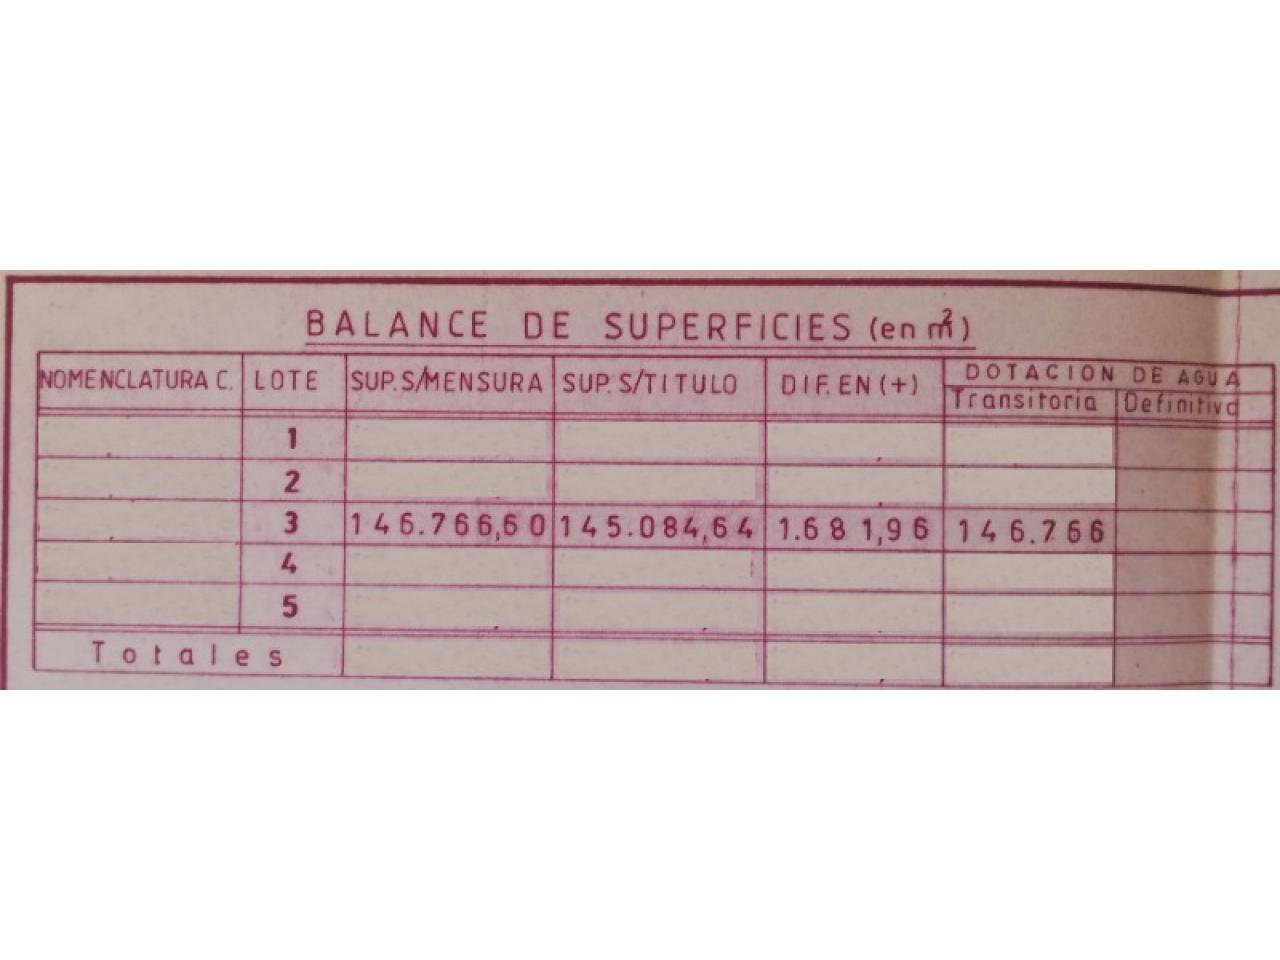 BALANCE DE SUPERFICIES (en m²)
NOMENCLATURA C. LOTE SUP. S/MENSURA SUP. S/TITULO DIF. EN (+) DOTACION DE AGUA
Transitoria Definitiva
1
2
3 146.766,60 145.084,64 1.681,96 146.766
4
5
Totales